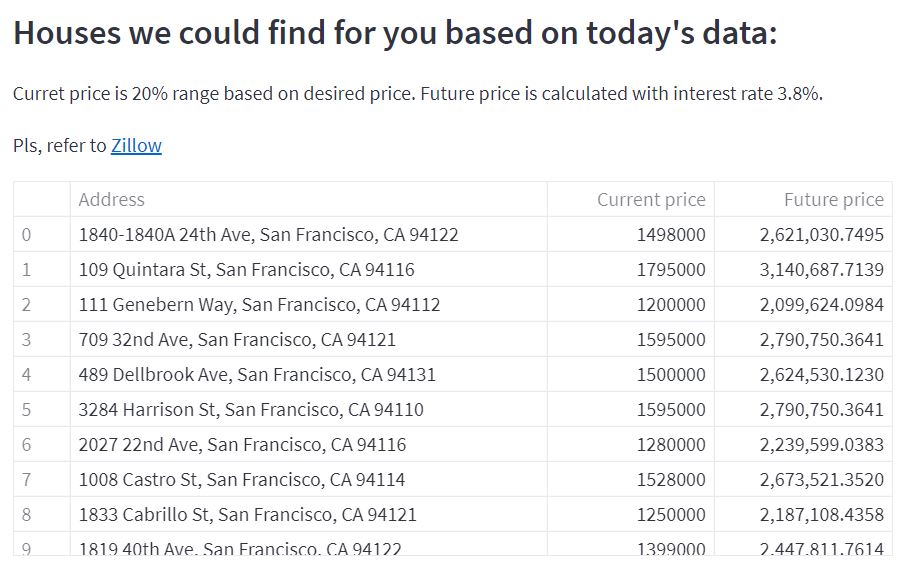 Houses we could find for you based on today's data:
Curret price is 20% range based on desired price. Future price is calculated with interest rate 3.8%.
Pls, refer to Zillow
Address Current price Future price
0 1840-1840A 24th Ave, San Francisco, CA 94122 1498000 2,621,030.7495
1 109 Quintara St, San Francisco, CA 94116 1795000 3,140,687.7139
2 111 Genebern Way, San Francisco, CA 94112 1200000 2,099,624.0984
3 709 32nd Ave, San Francisco, CA 94121 1595000 2,790,750.3641
4 489 Dellbrook Ave, San Francisco, CA 94131 1500000 2,624,530.1230
5 3284 Harrison St, San Francisco, CA 94110 1595000 2,790,750.3641
6 2027 22nd Ave, San Francisco, CA 94116 1280000 2,239,599.0383
7 1008 Castro St, San Francisco, CA 94114 1528000 2,673,521.3520
8 1833 Cabrillo St, San Francisco, CA 94121 1250000 2,187,108.4358
9 1819 40th Ave, San Francisco, CA 94122 1399000 2,447,811.7614